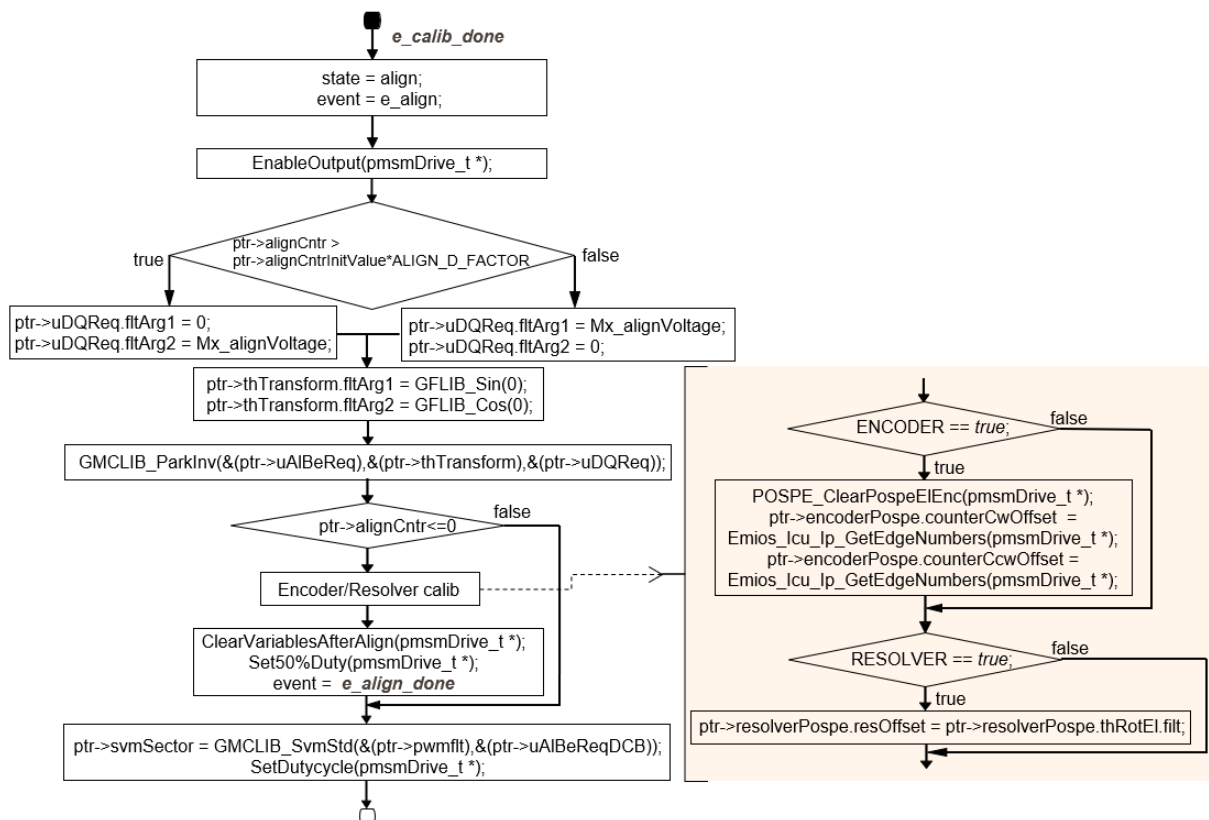 e_calib_done
state = align;
event = e_align;
EnableOutput(pmsmDrive_t *);
ptr->alignCntr >
ptr->alignCntrInitValue*ALIGN_D_FACTOR
true
false
ptr->uDQReq.fltArg1 = 0;
ptr->uDQReq.fltArg2 = Mx_alignVoltage;
ptr->uDQReq.fltArg1 = Mx_alignVoltage;
ptr->uDQReq.fltArg2 = 0;
ptr->thTransform.fltArg1 = GFLIB_Sin(0);
ptr->thTransform.fltArg2 = GFLIB_Cos(0);
GMCLIB_ParkInv(&(ptr->uAlBeReq),&(ptr->thTransform),&(ptr->uDQReq));
ptr->alignCntr<=0
false
Encoder/Resolver calib
ClearVariablesAfterAlign(pmsmDrive_t *);
Set50%Duty(pmsmDrive_t *);
event = e_align_done
ptr->svmSector = GMCLIB_SvmStd(&(ptr->pwmflt),&(ptr->uAlBeReqDCB));
SetDutycycle(pmsmDrive_t *);
ENCODER == true;
false
true
POSPE_ClearPospeElEnc(pmsmDrive_t *);
ptr->encoderPospe.counterCwOffset =
Emios_Icu_Ip_GetEdgeNumbers(pmsmDrive_t *);
ptr->encoderPospe.counterCcwOffset =
Emios_Icu_Ip_GetEdgeNumbers(pmsmDrive_t *);
RESOLVER == true;
false
true
ptr->resolverPospe.resOffset = ptr->resolverPospe.thRotEl.filt;